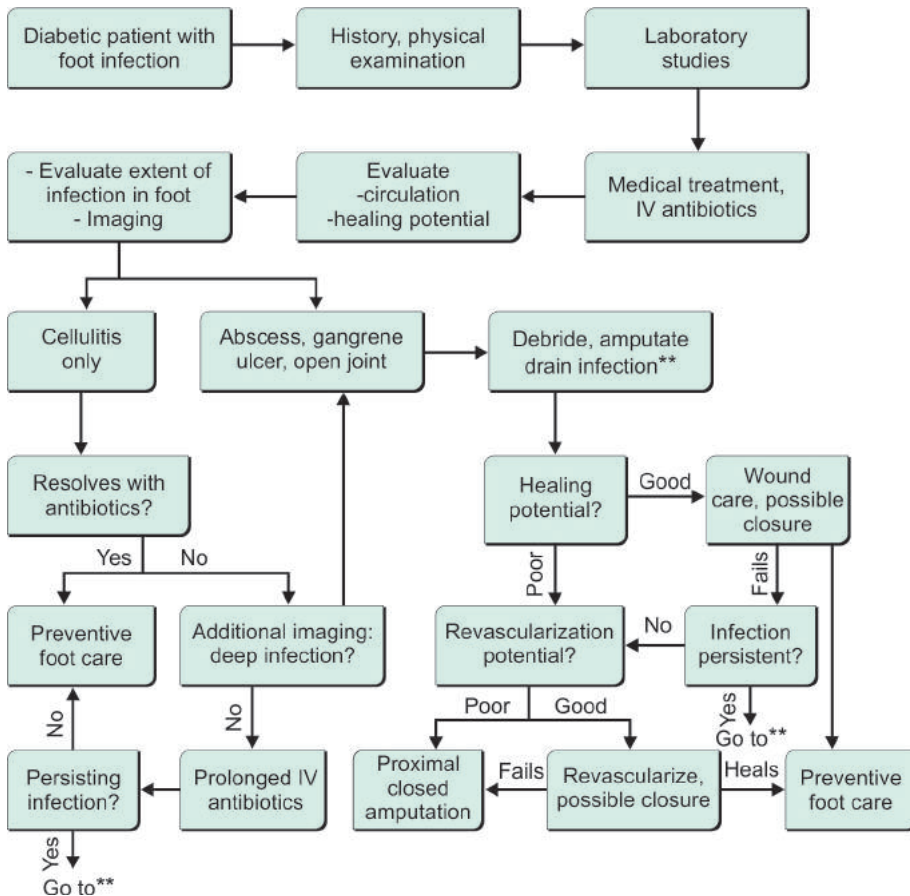 Diabetic patient with
foot infection
History, physical
examination
Laboratory
studies
- Evaluate extent of
infection in foot
- Imaging
Evaluate
-circulation
-healing potential
Medical treatment,
IV antibiotics
Cellulitis
only
Abscess, gangrene
ulcer, open joint
Debride, amputate
drain infection**
Resolves with
antibiotics?
Healing
potential?
Good
Wound
care, possible
closure
Yes
No
Poor
Fails
Preventive
foot care
Additional imaging:
deep infection?
Revascularization
potential?
No
Infection
persistent?
No
No
Poor
Good
Yes
Go to**
Persisting
infection?
Prolonged IV
antibiotics
Proximal
closed
amputation
Fails
Revascularize,
possible closure
Heals
Preventive
foot care
Yes
Go to**